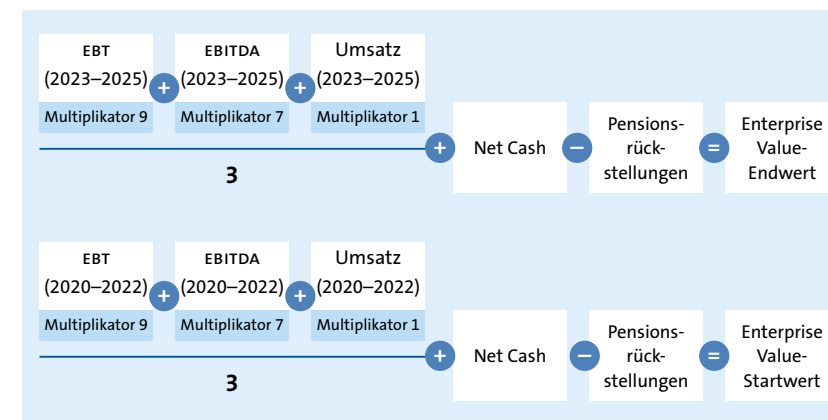 EBT
(2023–2025)
Multiplikator 9
+
EBITDA
(2023–2025)
Multiplikator 7
+
Umsatz
(2023–2025)
Multiplikator 1
3
+
Net Cash
–
Pensions-
rück-
stellungen
=
Enterprise
Value-
Endwert
EBT
(2020–2022)
Multiplikator 9
+
EBITDA
(2020–2022)
Multiplikator 7
+
Umsatz
(2020–2022)
Multiplikator 1
3
+
Net Cash
–
Pensions-
rück-
stellungen
=
Enterprise
Value-
Startwert